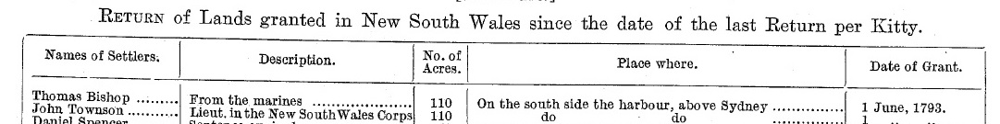 RETURN of Lands granted in New South Wales since the date of the last Return per Kitty.
Names of Settlers. Description. No. of Acres. Place where. Date of Grant.
Thomas Bishop ......... From the marines .................... 110 On the south side the harbour, above Sydney .............. 1 June, 1793.
John Townson ........... Lieut. in the New South Wales Corps 110 do do .............. 1
Daniel Spencer